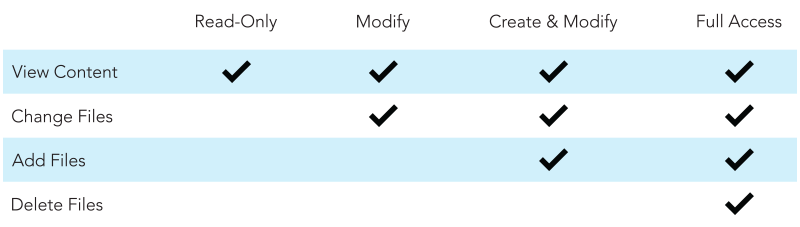 Read-Only Modify Create & Modify Full Access
View Content
Change Files
Add Files
Delete Files